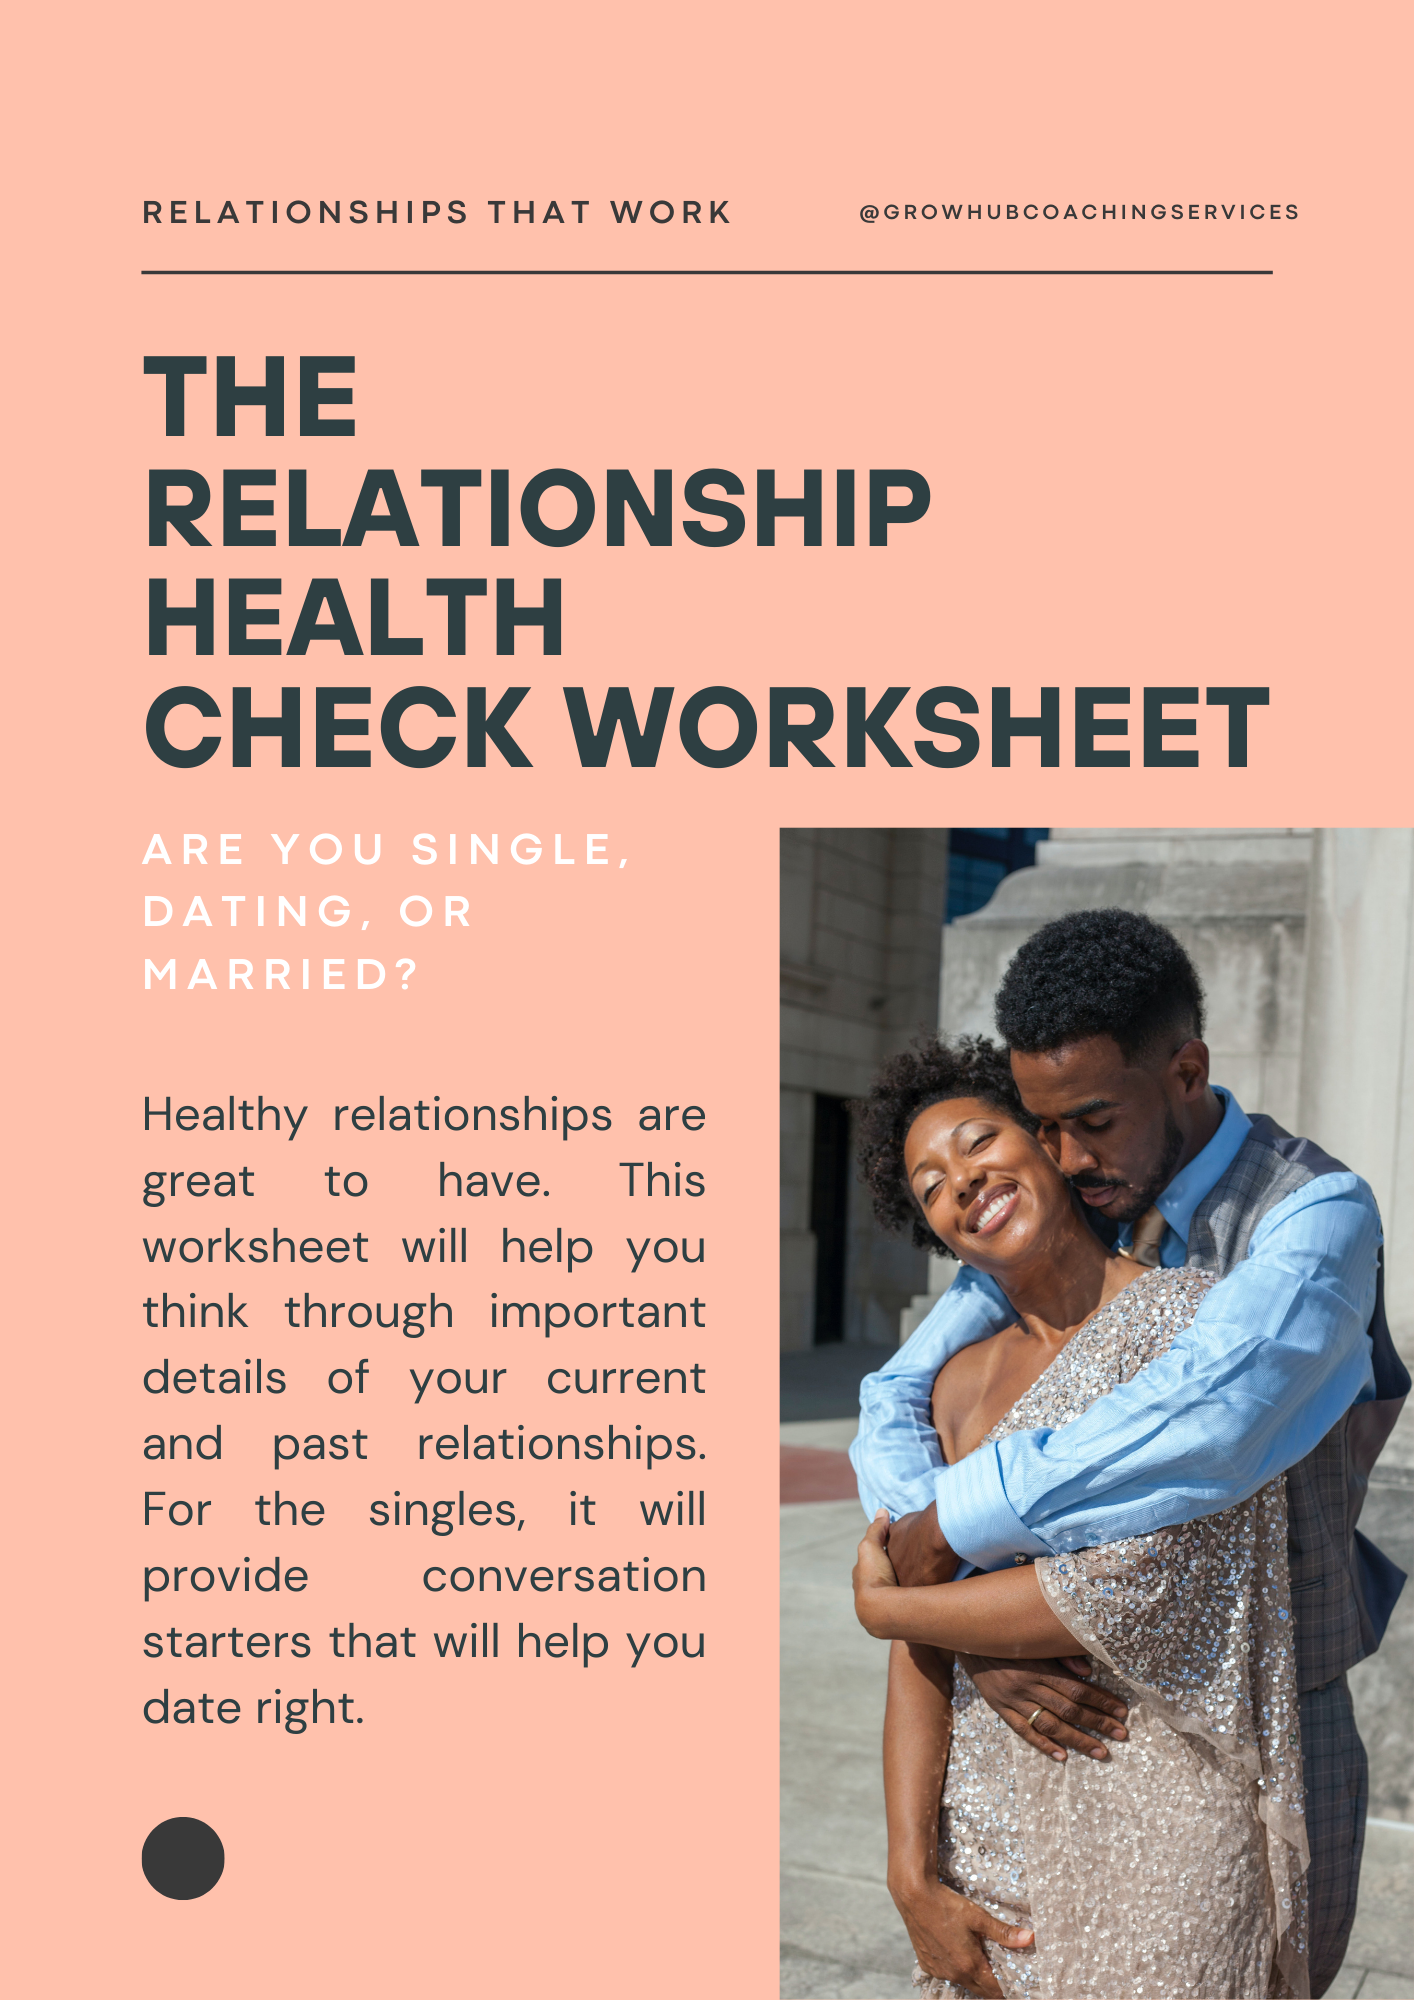 RELATIONSHIPS THAT WORK
@GROWHUBCOACHINGSERVICES
THE
RELATIONSHIP
HEALTH
CHECK WORKSHEET
ARE YOU SINGLE,
DATING, OR
MARRIED?
Healthy relationships are
great to have. This
worksheet will help you
think through important
details of your current
and past relationships.
For the singles, it will
provide conversation
starters that will help you
date right.